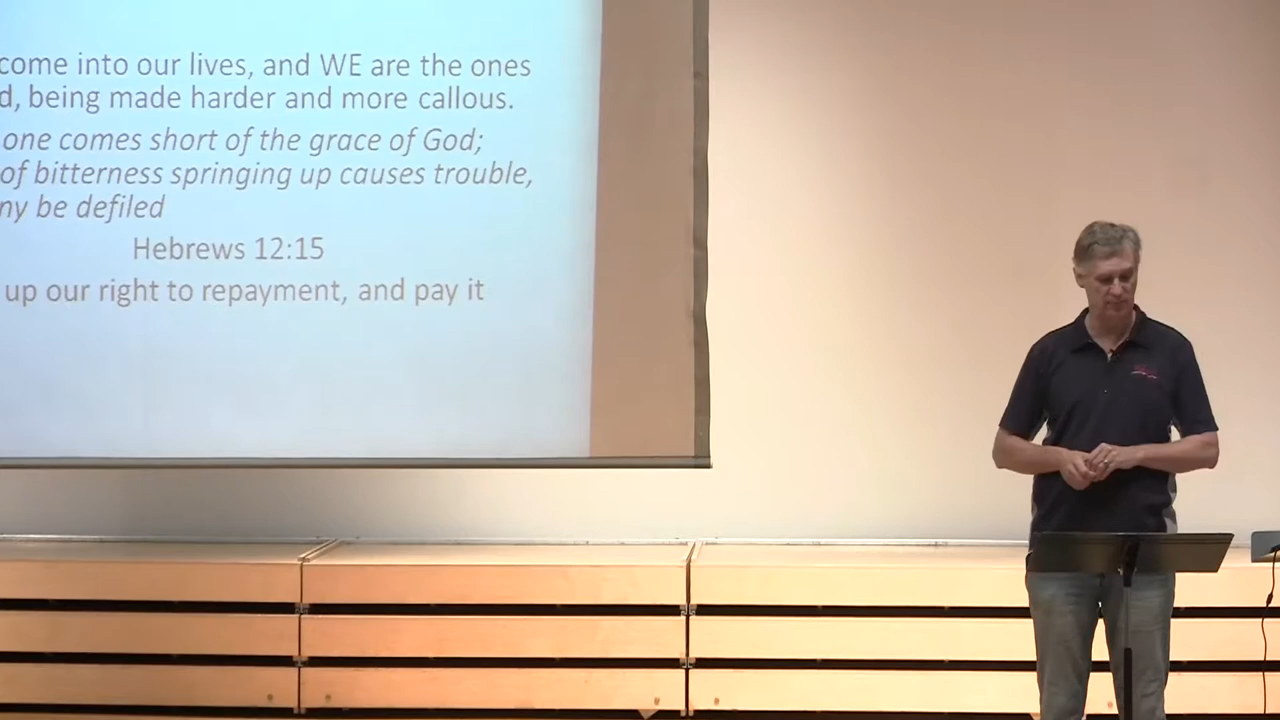 come into our lives, and WE are the ones
d, being made harder and more callous.
one comes short of the grace of God;
of bitterness springing up causes trouble,
ny be defiled
Hebrews 12:15
up our right to repayment, and pay it